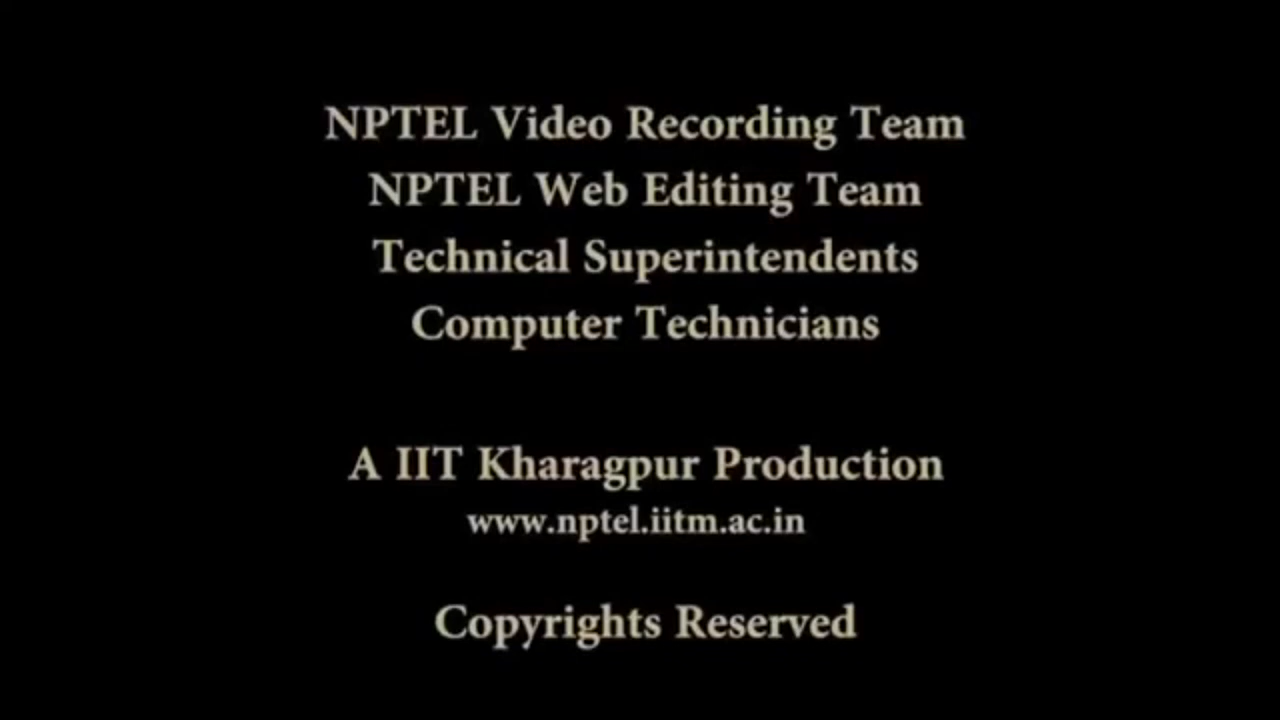 NPTEL Video Recording Team
NPTEL Web Editing Team
Technical Superintendents
Computer Technicians
A IIT Kharagpur Production
www.nptel.iitm.ac.in
Copyrights Reserved